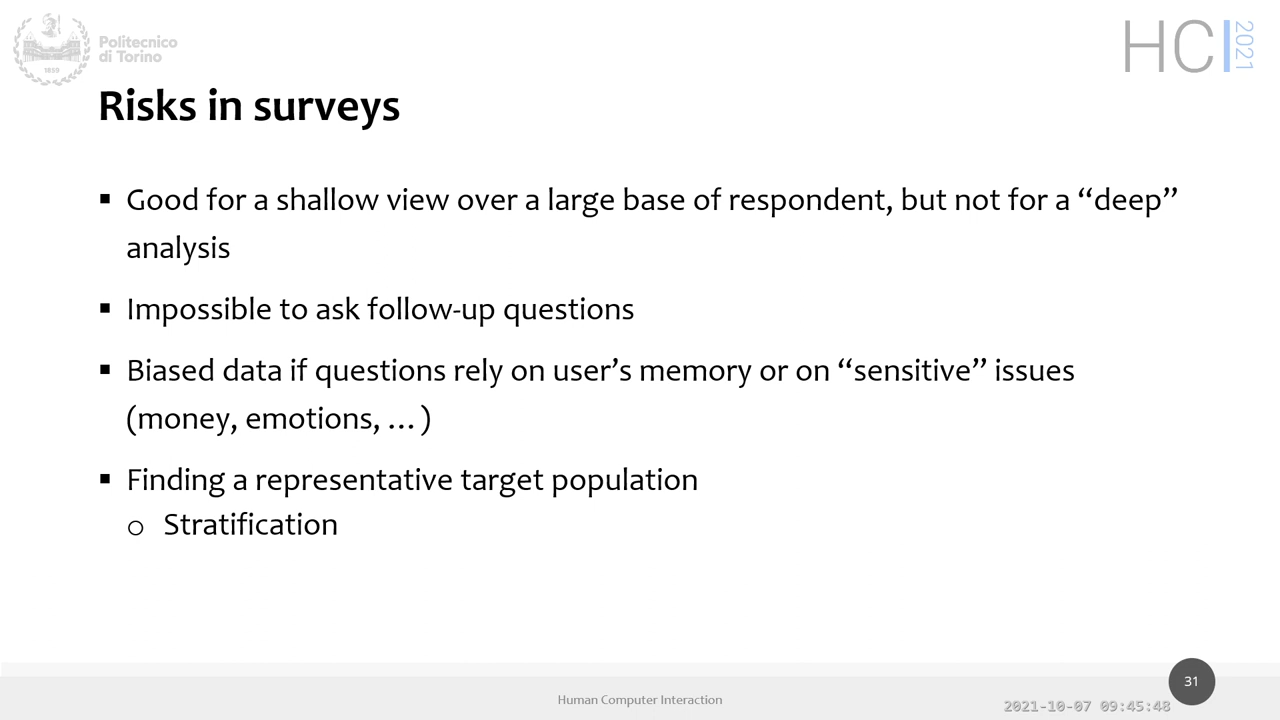 Politecnico
di Torino
1859
HCI 2021
Risks in surveys
▪ Good for a shallow view over a large base of respondent, but not for a “deep”
analysis
▪ Impossible to ask follow-up questions
▪ Biased data if questions rely on user’s memory or on “sensitive” issues
(money, emotions, … )
▪ Finding a representative target population
o Stratification
31
Human Computer Interaction
2021-10-07 09:45:48